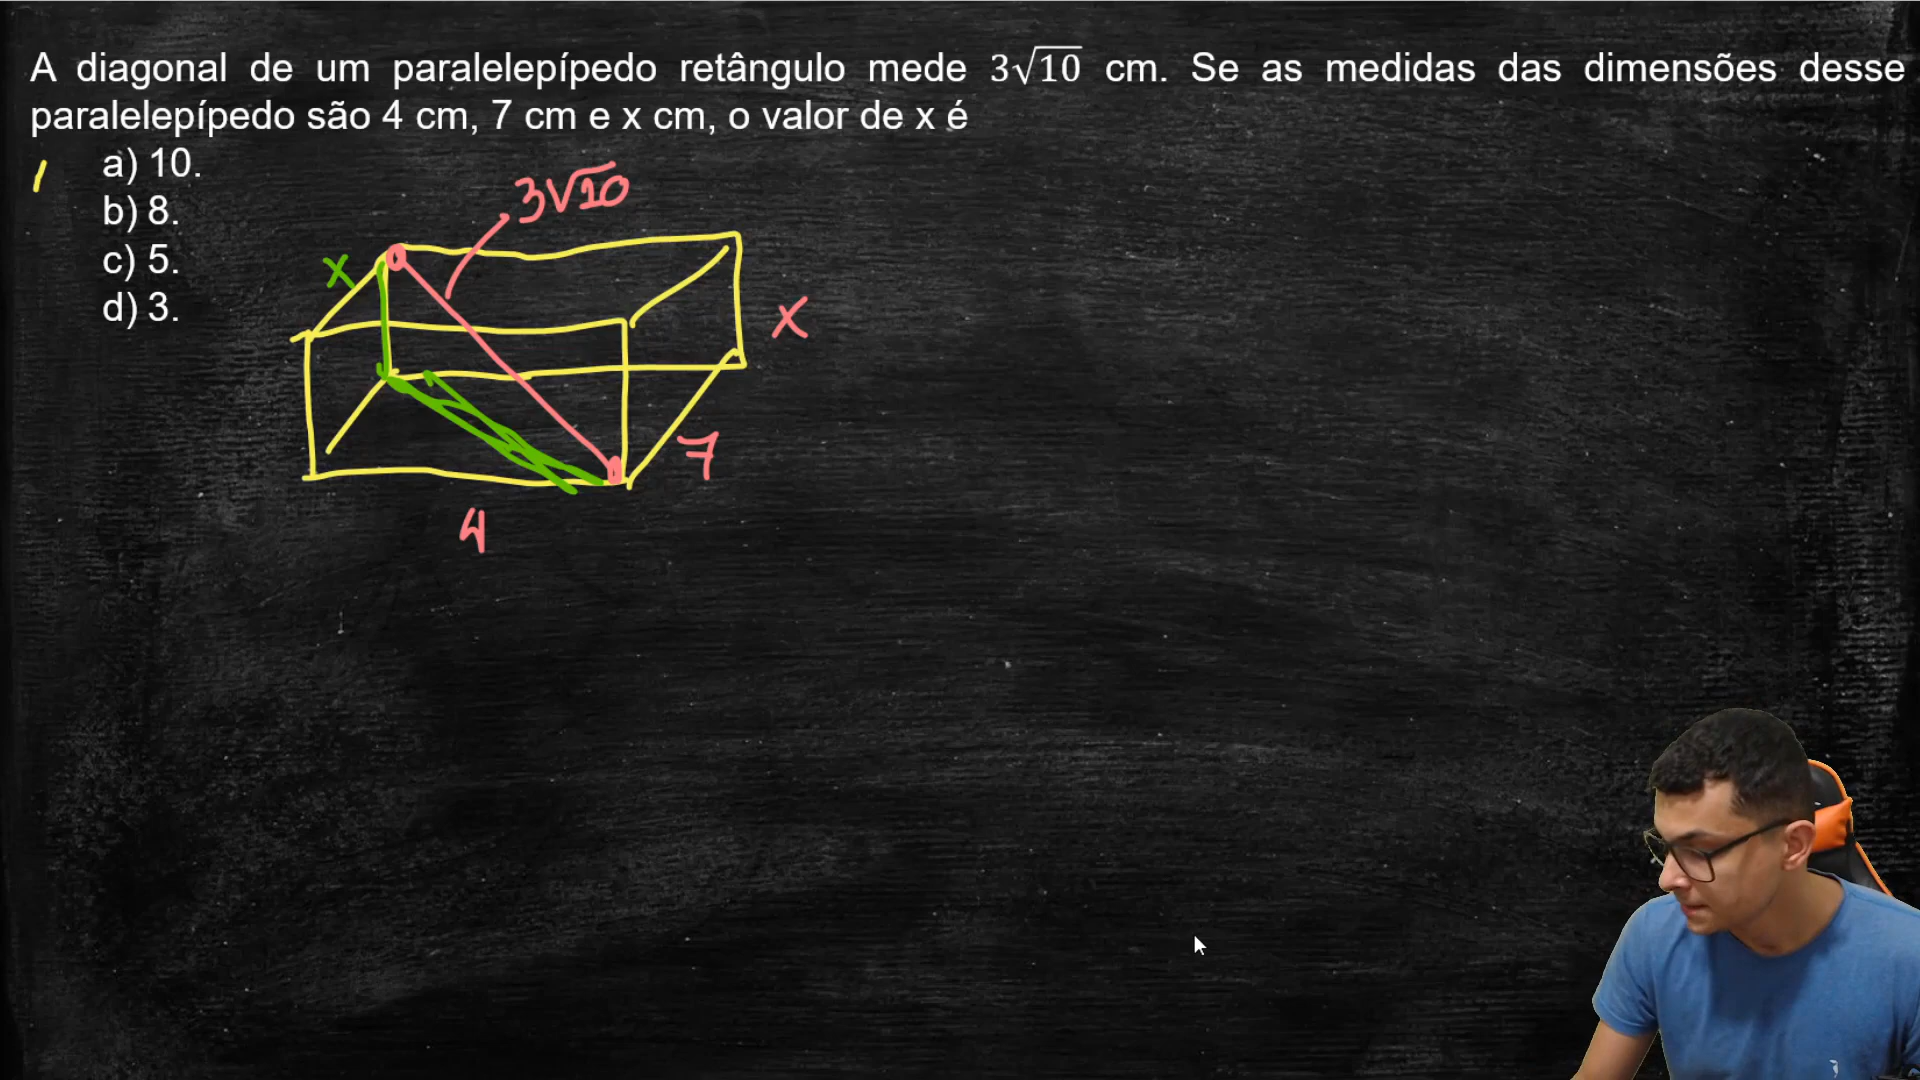 A diagonal de um paralelepípedo retângulo mede 3√10 cm. Se as medidas das dimensões desse
paralelepípedo são 4 cm, 7 cm e x cm, o valor de x é
a) 10.
b) 8.
c) 5.
d) 3.
3√10
x
x
7
4